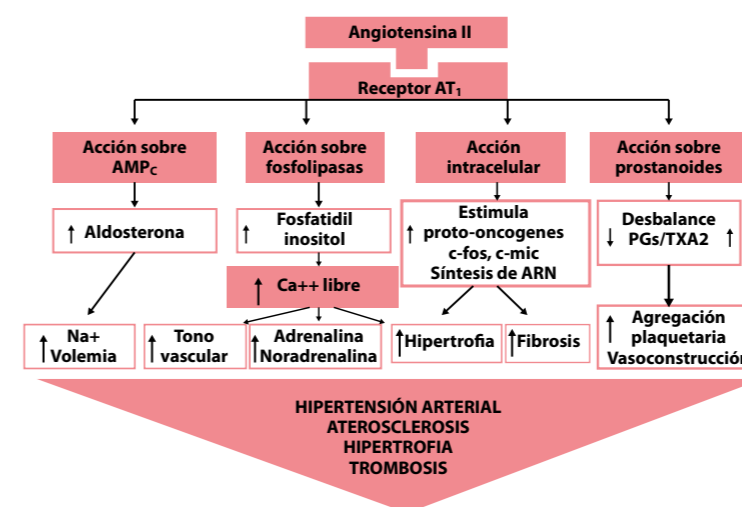 Angiotensina II
Receptor AT₁
Acción sobre
AMPc
Acción sobre
fosfolipasas
Acción
intracelular
Acción sobre
prostanoides
↑ Aldosterona
↑ Fosfatidil
inositol
↑ Estimula
proto-oncogenes
c-fos, c-mic
Síntesis de ARN
↓ Desbalance ↑
PGs/TXA2
↑ Ca++ libre
↑ Na+
Volemia
↑ Tono
vascular
↑ Adrenalina
Noradrenalina
↑ Hipertrofia
↑ Fibrosis
↑ Agregación
plaquetaria
Vasoconstrucción
HIPERTENSIÓN ARTERIAL
ATEROSCLEROSIS
HIPERTROFIA
TROMBOSIS